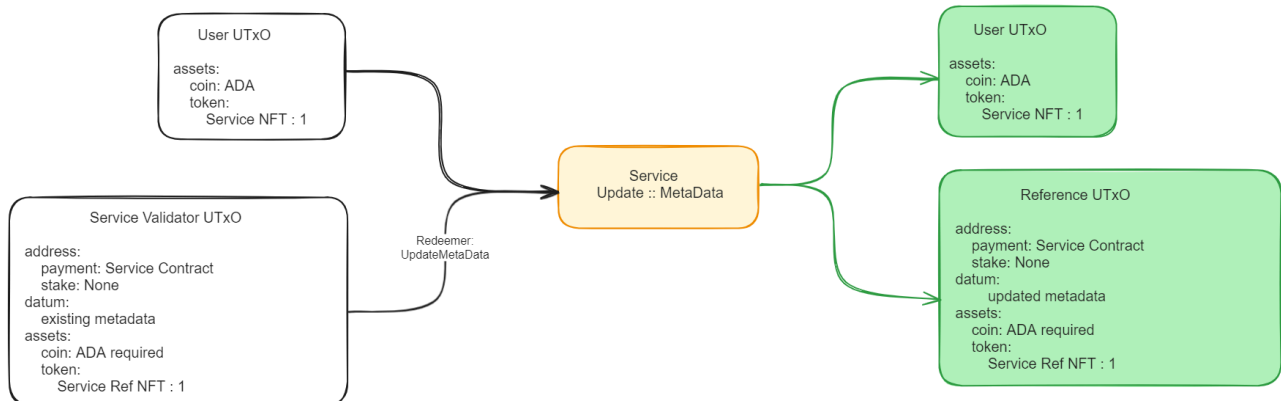 User UTxO
assets:
coin: ADA
token:
Service NFT : 1
Service Validator UTxO
address:
payment: Service Contract
stake: None
datum:
existing metadata
assets:
coin: ADA required
token:
Service Ref NFT : 1
Redeemer:
UpdateMetaData
Service
Update :: MetaData
User UTxO
assets:
coin: ADA
token:
Service NFT : 1
Reference UTxO
address:
payment: Service Contract
stake: None
datum:
updated metadata
assets:
coin: ADA required
token:
Service Ref NFT : 1